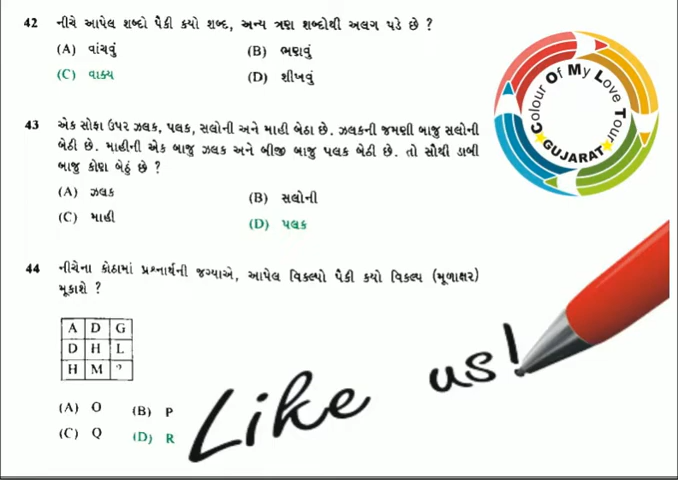 42 નીચે આપેલ શબ્દો પૈકી કયો શબ્દ, અન્ય ત્રણ શબ્દોથી અલગ પડે છે ?
(A) વાંચવું (B) ભણવું
(C) વાક્ય (D) શીખવું
43 એક સોફા ઉપર ઝલક, પલક, સલોની અને માહી બેઠા છે. ઝલકની જમણી બાજુ સલોની
બેઠી છે. માહીની એક બાજુ ઝલક અને બીજી બાજુ પલક બેઠી છે. તો સૌથી ડાબી
બાજુ કોણ બેઠું છે ?
(A) ઝલક (B) સલોની
(C) માહી (D) પલક
44 નીચેના કોઠામાં પ્રશ્નાર્થની જગ્યાએ, આપેલ વિકલ્પો પૈકી કયો વિકલ્પ (મૂળાક્ષર)
મૂકાશે ?
A D G
D H L
H M ?
(A) O (B) P
(C) Q (D) R
Colour Of My Love Tour
GUJARAT
Like us!